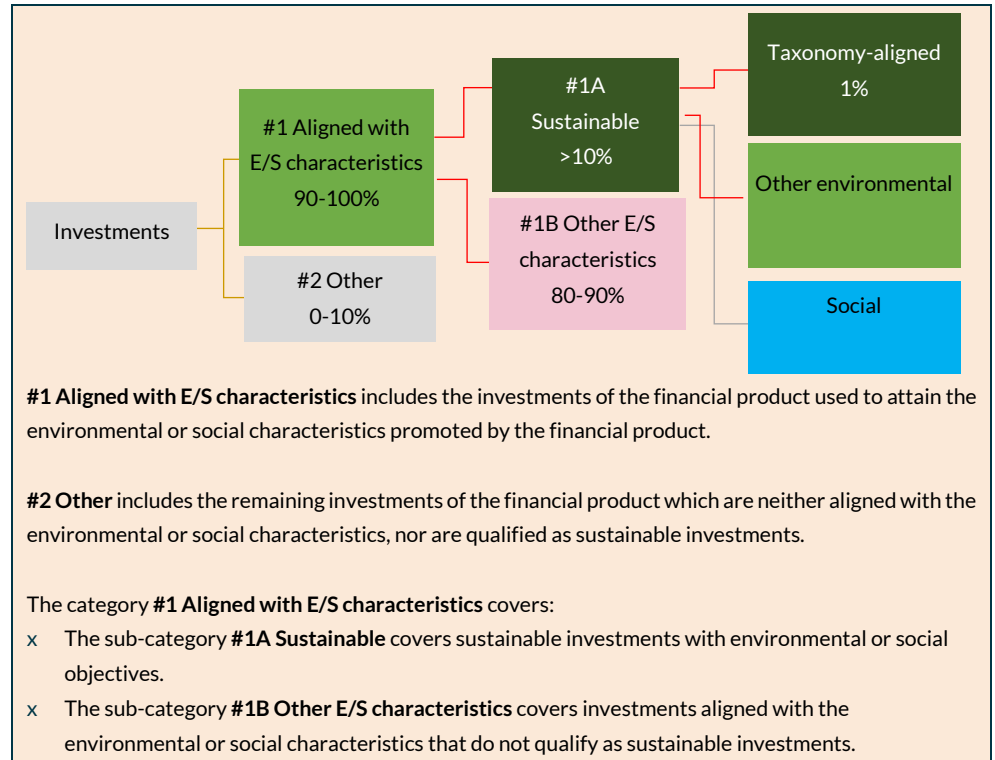 Investments
#1 Aligned with
E/S characteristics
90-100%
#2 Other
0-10%
#1A
Sustainable
>10%
#1B Other E/S
characteristics
80-90%
Taxonomy-aligned
1%
Other environmental
Social
#1 Aligned with E/S characteristics includes the investments of the financial product used to attain the
environmental or social characteristics promoted by the financial product.
#2 Other includes the remaining investments of the financial product which are neither aligned with the
environmental or social characteristics, nor are qualified as sustainable investments.
The category #1 Aligned with E/S characteristics covers:
x The sub-category #1A Sustainable covers sustainable investments with environmental or social
objectives.
x The sub-category #1B Other E/S characteristics covers investments aligned with the
environmental or social characteristics that do not qualify as sustainable investments.